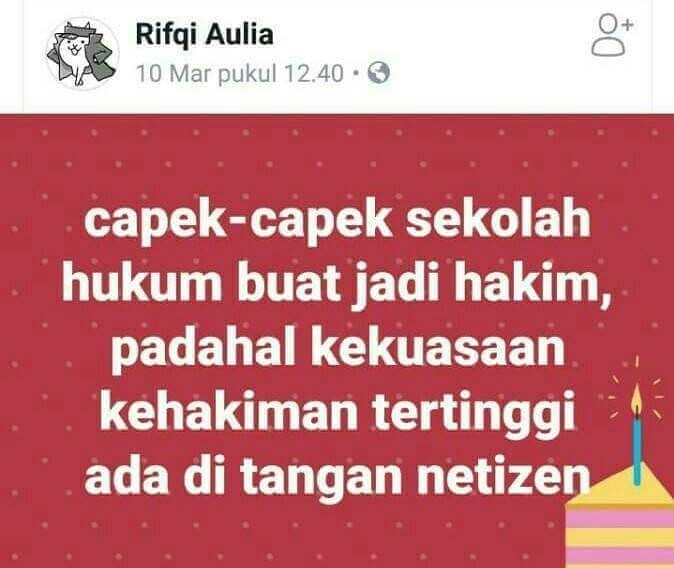 Rifqi Aulia
10 Mar pukul 12.40 •
capek-capek sekolah
hukum buat jadi hakim,
padahal kekuasaan
kehakiman tertinggi
ada di tangan netizen